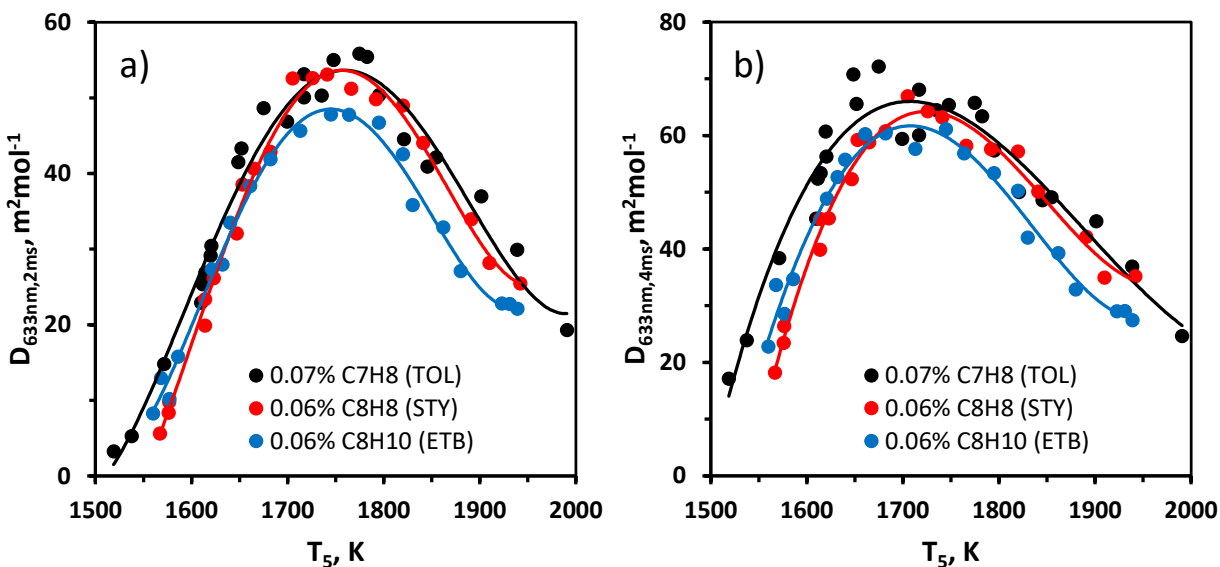 a)
D633nm,2ms, m²mol⁻¹
60
40
20
0
1500
1600
1700
1800
1900
2000
T5, K
0.07% C7H8 (TOL)
0.06% C8H8 (STY)
0.06% C8H10 (ETB)
b)
D633nm,4ms, m²mol⁻¹
80
60
40
20
0
1500
1600
1700
1800
1900
2000
T5, K
0.07% C7H8 (TOL)
0.06% C8H8 (STY)
0.06% C8H10 (ETB)